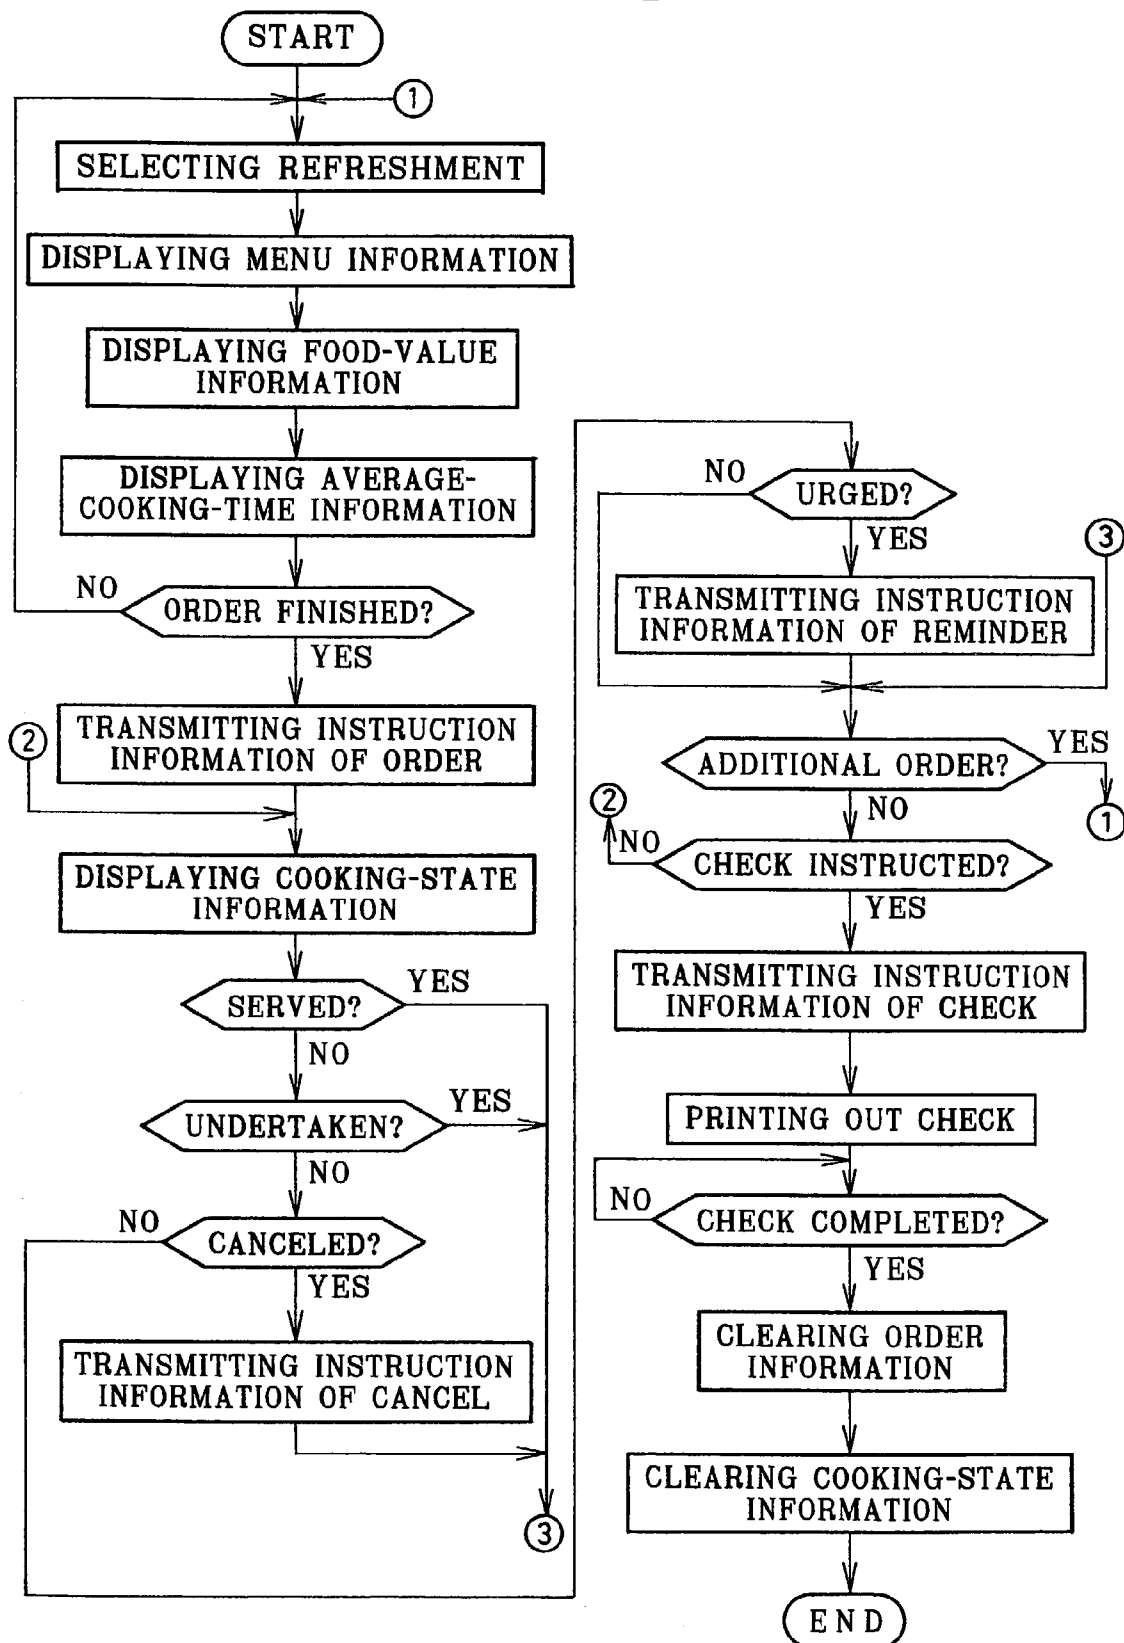 START
①
SELECTING REFRESHMENT
DISPLAYING MENU INFORMATION
DISPLAYING FOOD-VALUE
INFORMATION
DISPLAYING AVERAGE-
COOKING-TIME INFORMATION
NO
ORDER FINISHED?
YES
②
TRANSMITTING INSTRUCTION
INFORMATION OF ORDER
DISPLAYING COOKING-STATE
INFORMATION
YES
SERVED?
NO
YES
UNDERTAKEN?
NO
NO
CANCELED?
YES
TRANSMITTING INSTRUCTION
INFORMATION OF CANCEL
③
NO
URGED?
YES
③
TRANSMITTING INSTRUCTION
INFORMATION OF REMINDER
YES
ADDITIONAL ORDER?
①
NO
②
NO
CHECK INSTRUCTED?
YES
TRANSMITTING INSTRUCTION
INFORMATION OF CHECK
PRINTING OUT CHECK
NO
CHECK COMPLETED?
YES
CLEARING ORDER
INFORMATION
CLEARING COOKING-STATE
INFORMATION
END